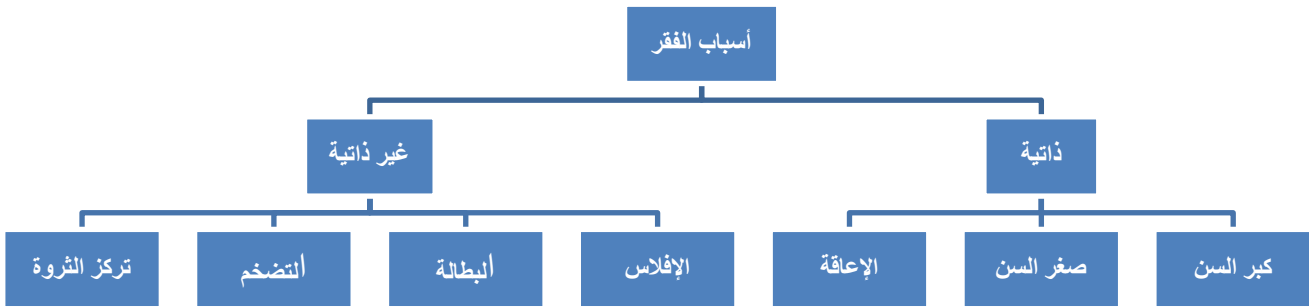 أسباب الفقر
ذاتية
غير ذاتية
كبر السن
صغر السن
الإعاقة
الإفلاس
ألبطالة
ألتضخم
تركز الثروة